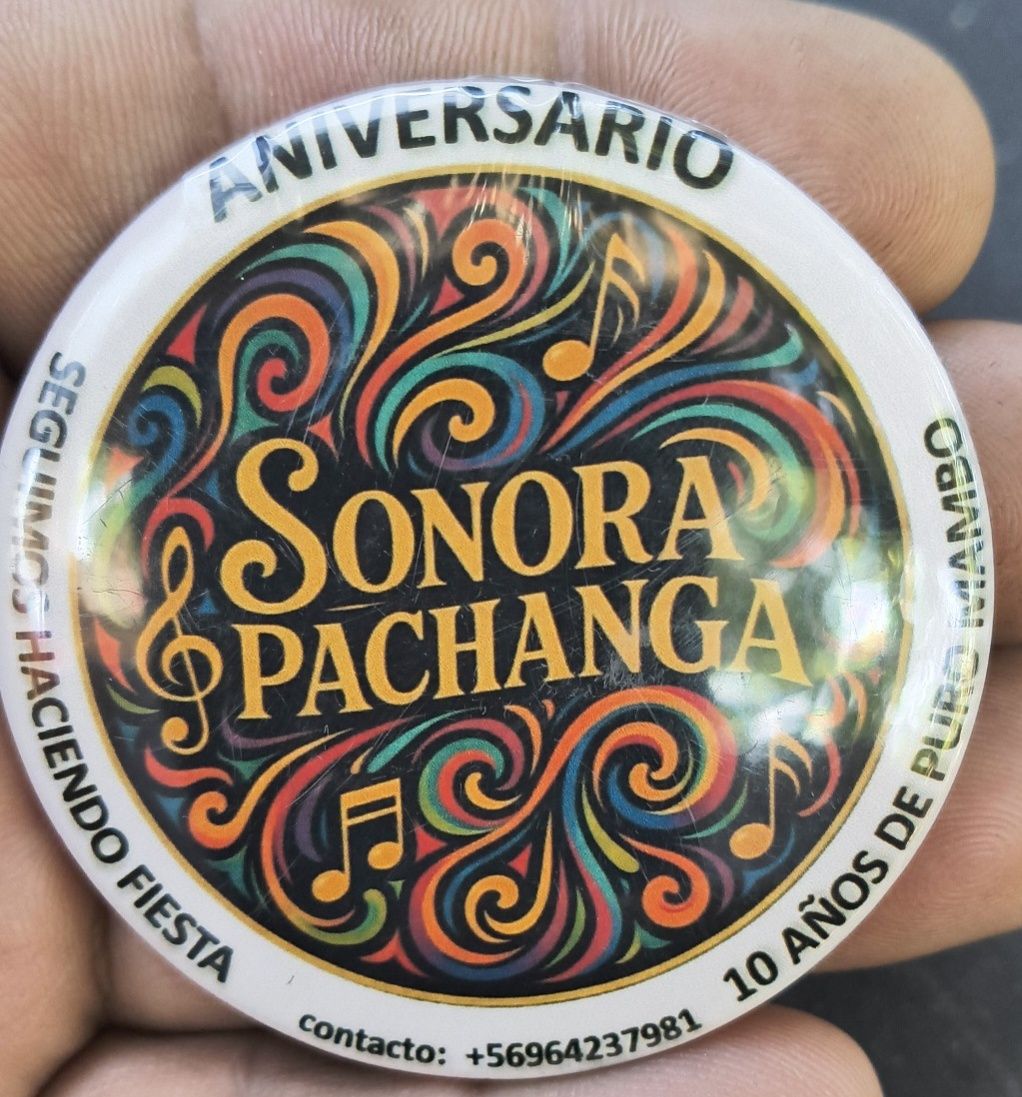 ANIVERSARIO
SONORA
PACHANGA
SEGUIMOS HACIENDO FIESTA
10 AÑOS DE PURO MAMBO
contacto: +56964237981